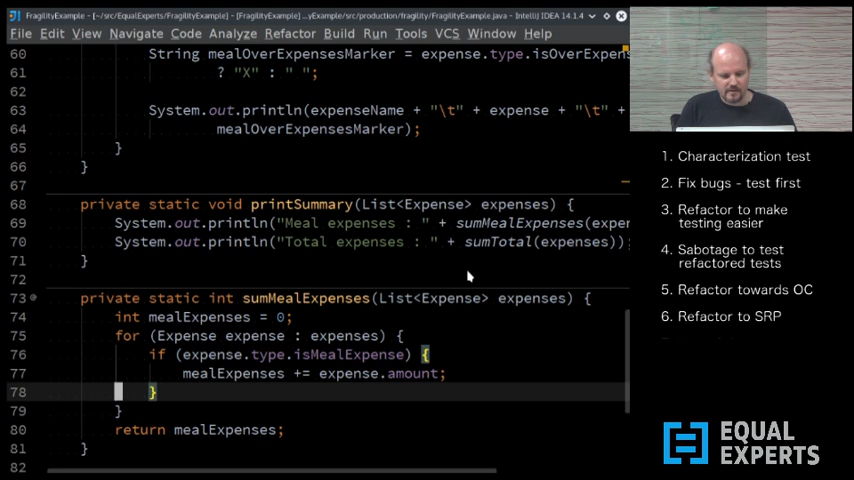 FragilityExample - [~/src/EqualExperts/FragilityExample] - [FragilityExample] ...yExample/src/production/fragility/FragilityExample.java - IntelliJ IDEA 14.1.4
File Edit View Navigate Code Analyze Refactor Build Run Tools VCS Window Help
60 String mealOverExpensesMarker = expense.type.isOverExpens
61 ? "X" : " ";
62
63 System.out.println(expenseName + "\t" + expense + "\t" +
64 mealOverExpensesMarker);
65 }
66 }
67
68 private static void printSummary(List<Expense> expenses) {
69 System.out.println("Meal expenses : " + sumMealExpenses(exper
70 System.out.println("Total expenses : " + sumTotal(expenses));
71 }
72
73 private static int sumMealExpenses(List<Expense> expenses) {
74 int mealExpenses = 0;
75 for (Expense expense : expenses) {
76 if (expense.type.isMealExpense) {
77 mealExpenses += expense.amount;
78 }
79 }
80 return mealExpenses;
81 }
82
1. Characterization test
2. Fix bugs - test first
3. Refactor to make
testing easier
4. Sabotage to test
refactored tests
5. Refactor towards OC
6. Refactor to SRP
EQUAL
EXPERTS